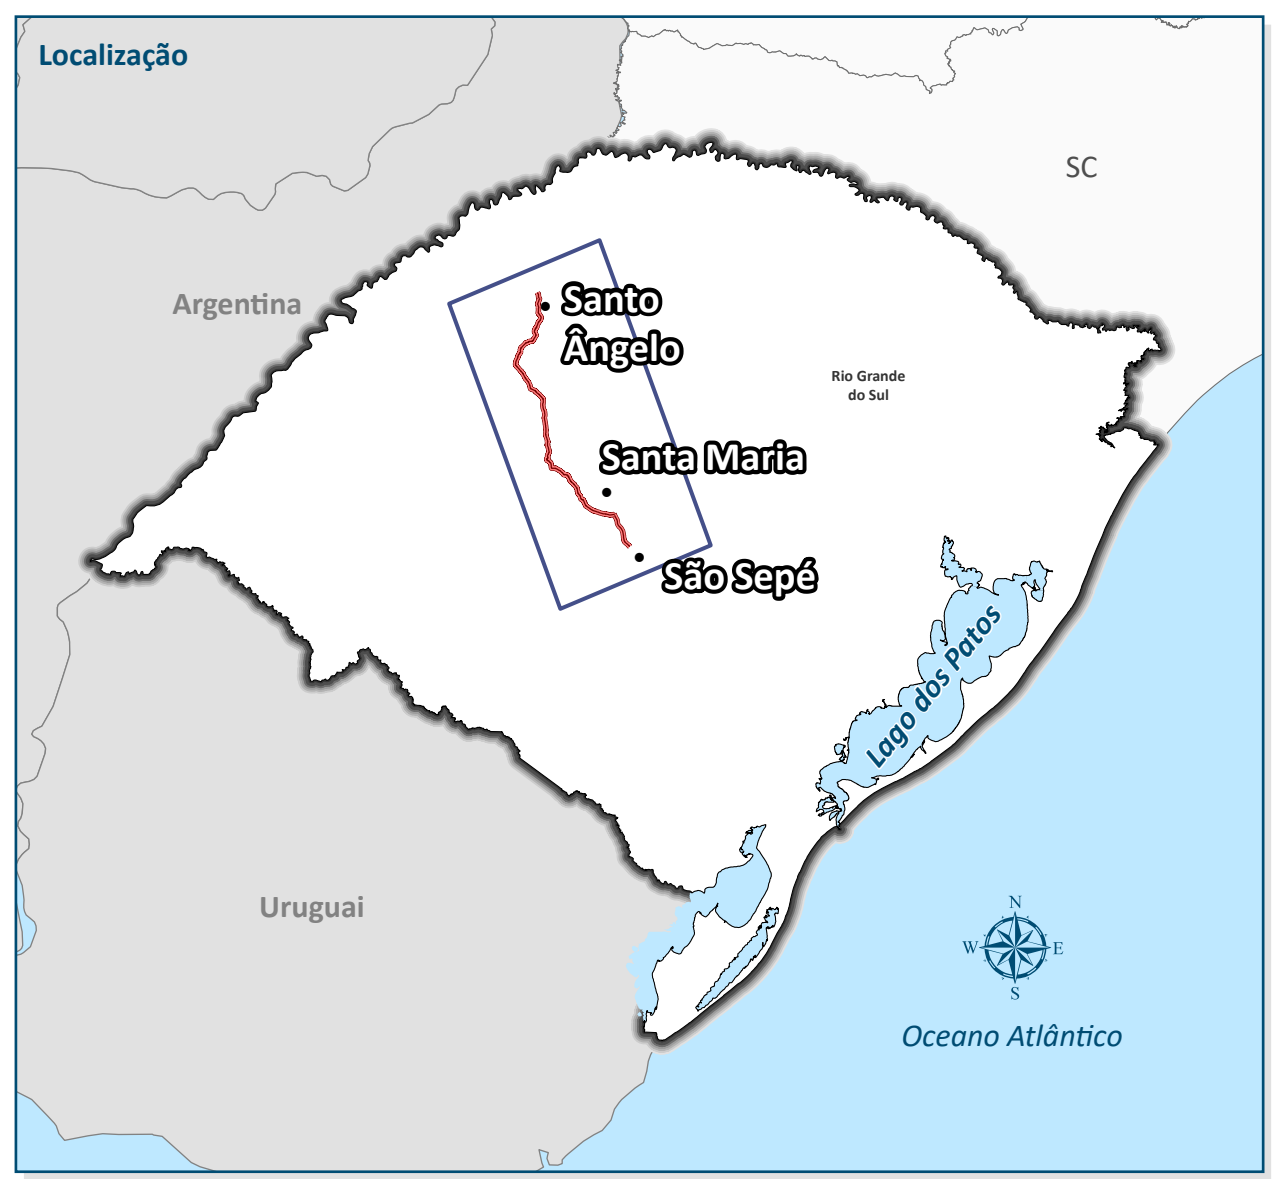 Localização
SC
Argentina
Santo
Ângelo
Rio Grande
do Sul
Santa Maria
São Sepé
Lago dos Patos
Uruguai
N
W
E
S
Oceano Atlântico